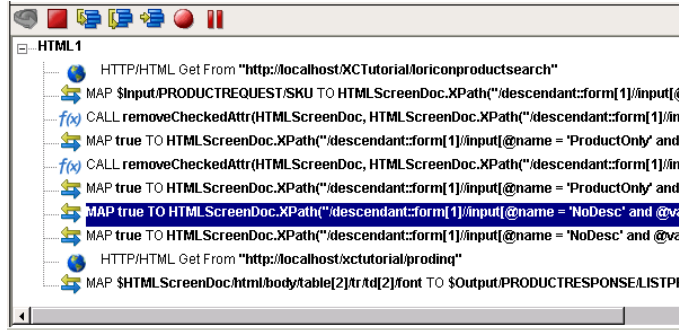 HTML1
HTTP/HTML Get From "http://localhost/XCTutorial/loriconproductsearch"
MAP $Input/PRODUCTREQUEST/SKU TO HTMLScreenDoc.XPath("/descendant::form[1]//input[@
f(x) CALL removeCheckedAttr(HTMLScreenDoc, HTMLScreenDoc.XPath("/descendant::form[1]//in
MAP true TO HTMLScreenDoc.XPath("/descendant::form[1]//input[@name = 'ProductOnly' and
f(x) CALL removeCheckedAttr(HTMLScreenDoc, HTMLScreenDoc.XPath("/descendant::form[1]//in
MAP true TO HTMLScreenDoc.XPath("/descendant::form[1]//input[@name = 'ProductOnly' and
MAP true TO HTMLScreenDoc.XPath("/descendant::form[1]//input[@name = 'NoDesc' and @va
MAP true TO HTMLScreenDoc.XPath("/descendant::form[1]//input[@name = 'NoDesc' and @va
HTTP/HTML Get From "http://localhost/xctutorial/prodinq"
MAP $HTMLScreenDoc/html/body/table[2]/tr/td[2]/font TO $Output/PRODUCTRESPONSE/LISTP